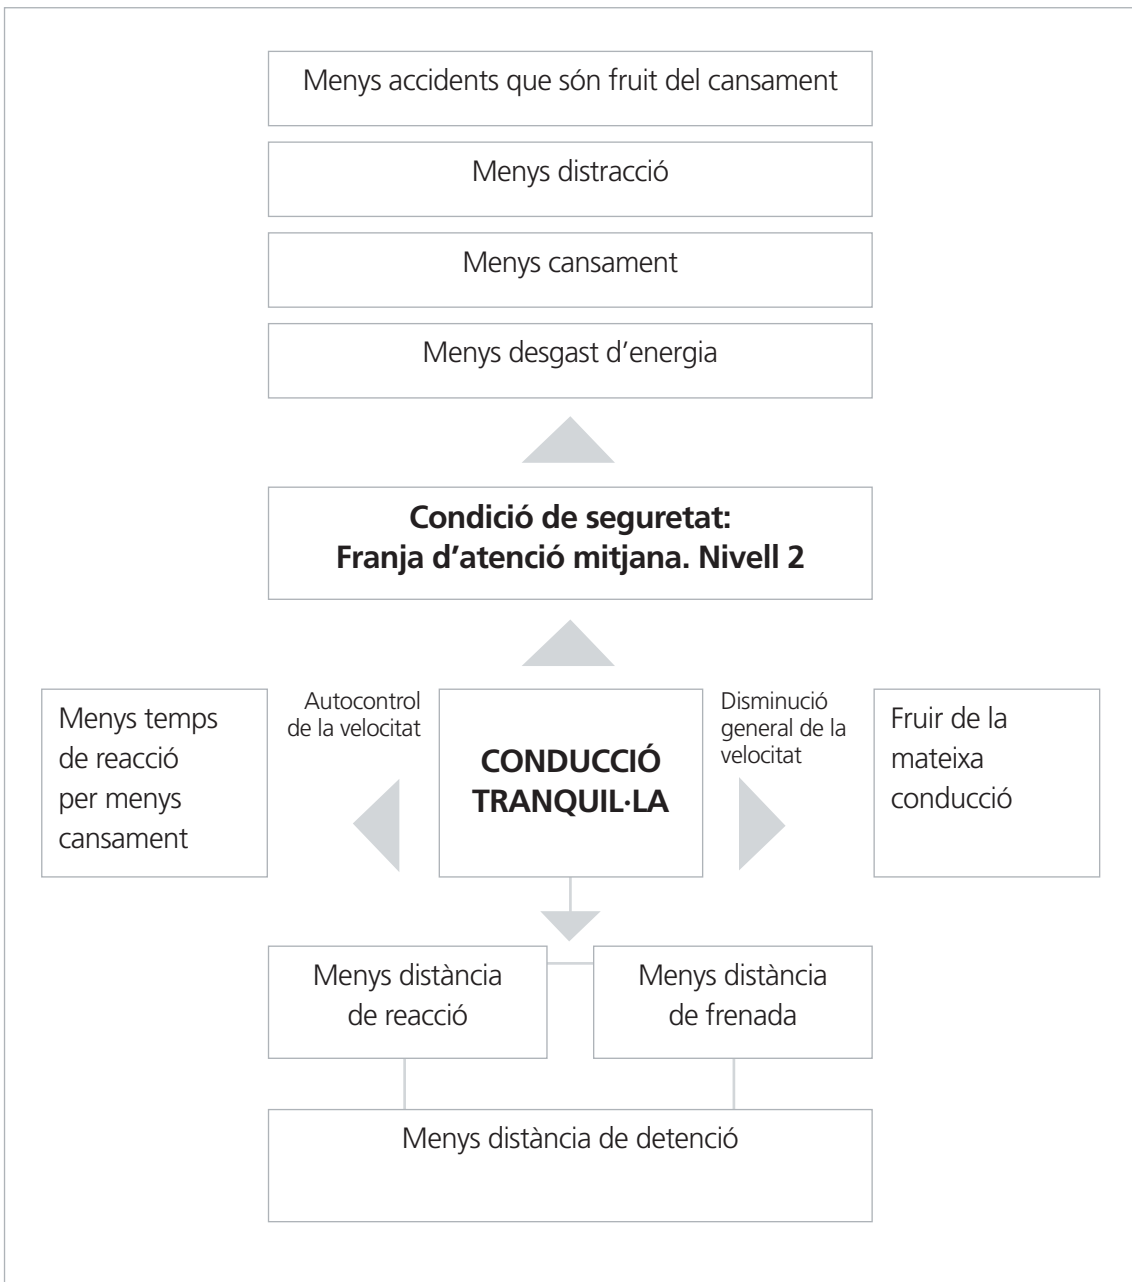 Menys accidents que són fruit del cansament
Menys distracció
Menys cansament
Menys desgast d’energia
Condició de seguretat:
Franja d’atenció mitjana. Nivell 2
Menys temps
de reacció
per menys
cansament
Autocontrol
de la velocitat
CONDUCCIÓ
TRANQUIL·LA
Disminució
general de la
velocitat
Fruir de la
mateixa
conducció
Menys distància
de reacció
Menys distància
de frenada
Menys distància de detenció